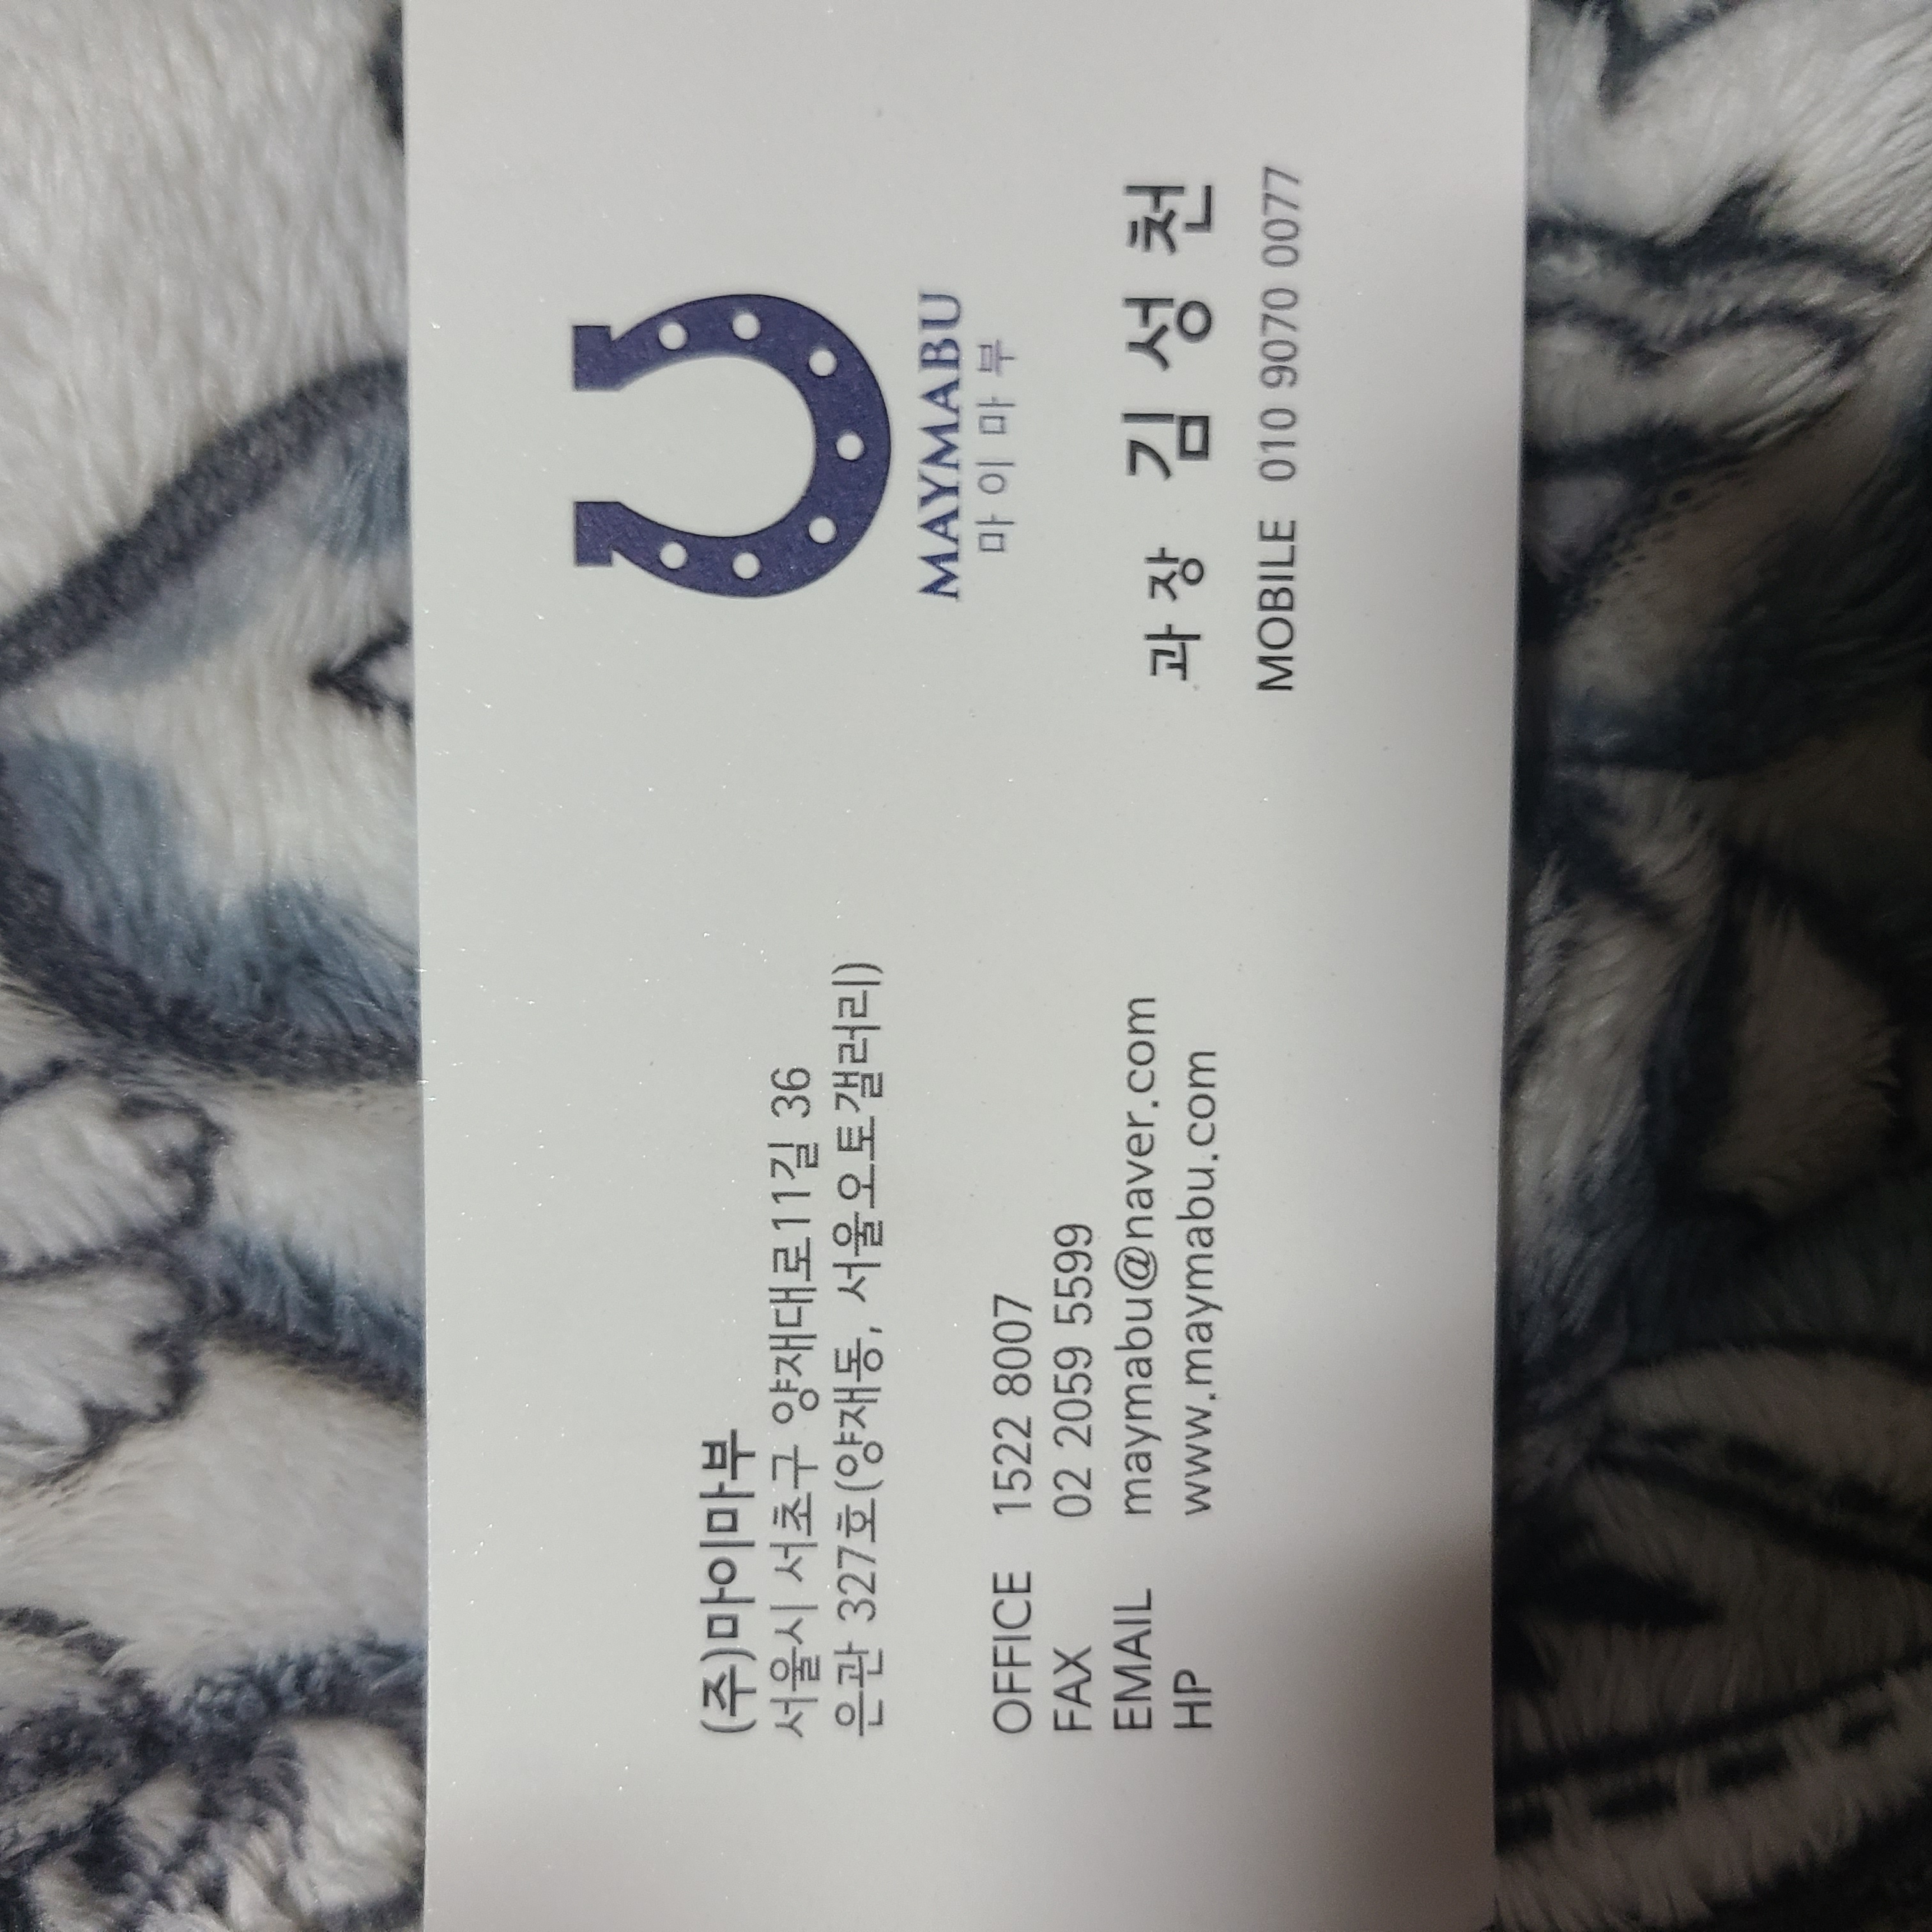 (주)마이마부
서울시 서초구 양재대로11길 36
은관 327호(양재동, 서울오토갤러리)
OFFICE 1522 8007
FAX 02 2059 5599
EMAIL maymabu@naver.com
HP www.maymabu.com
MAYMABU
마이마부
과장 김성천
MOBILE 010 9070 0077